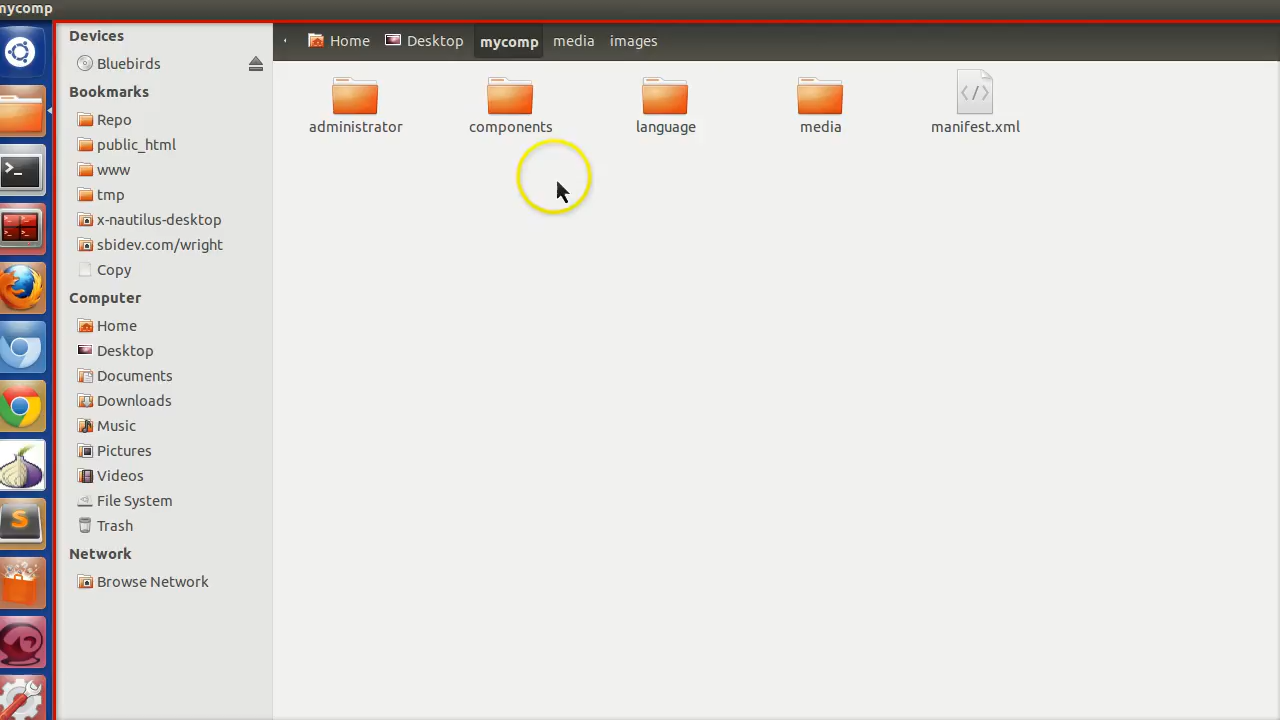 mycomp
Devices
Bluebirds
Bookmarks
Repo
public_html
www
tmp
x-nautilus-desktop
sbidev.com/wright
Copy
Computer
Home
Desktop
Documents
Downloads
Music
Pictures
Videos
File System
Trash
Network
Browse Network
Home Desktop mycomp media images
administrator components language media manifest.xml